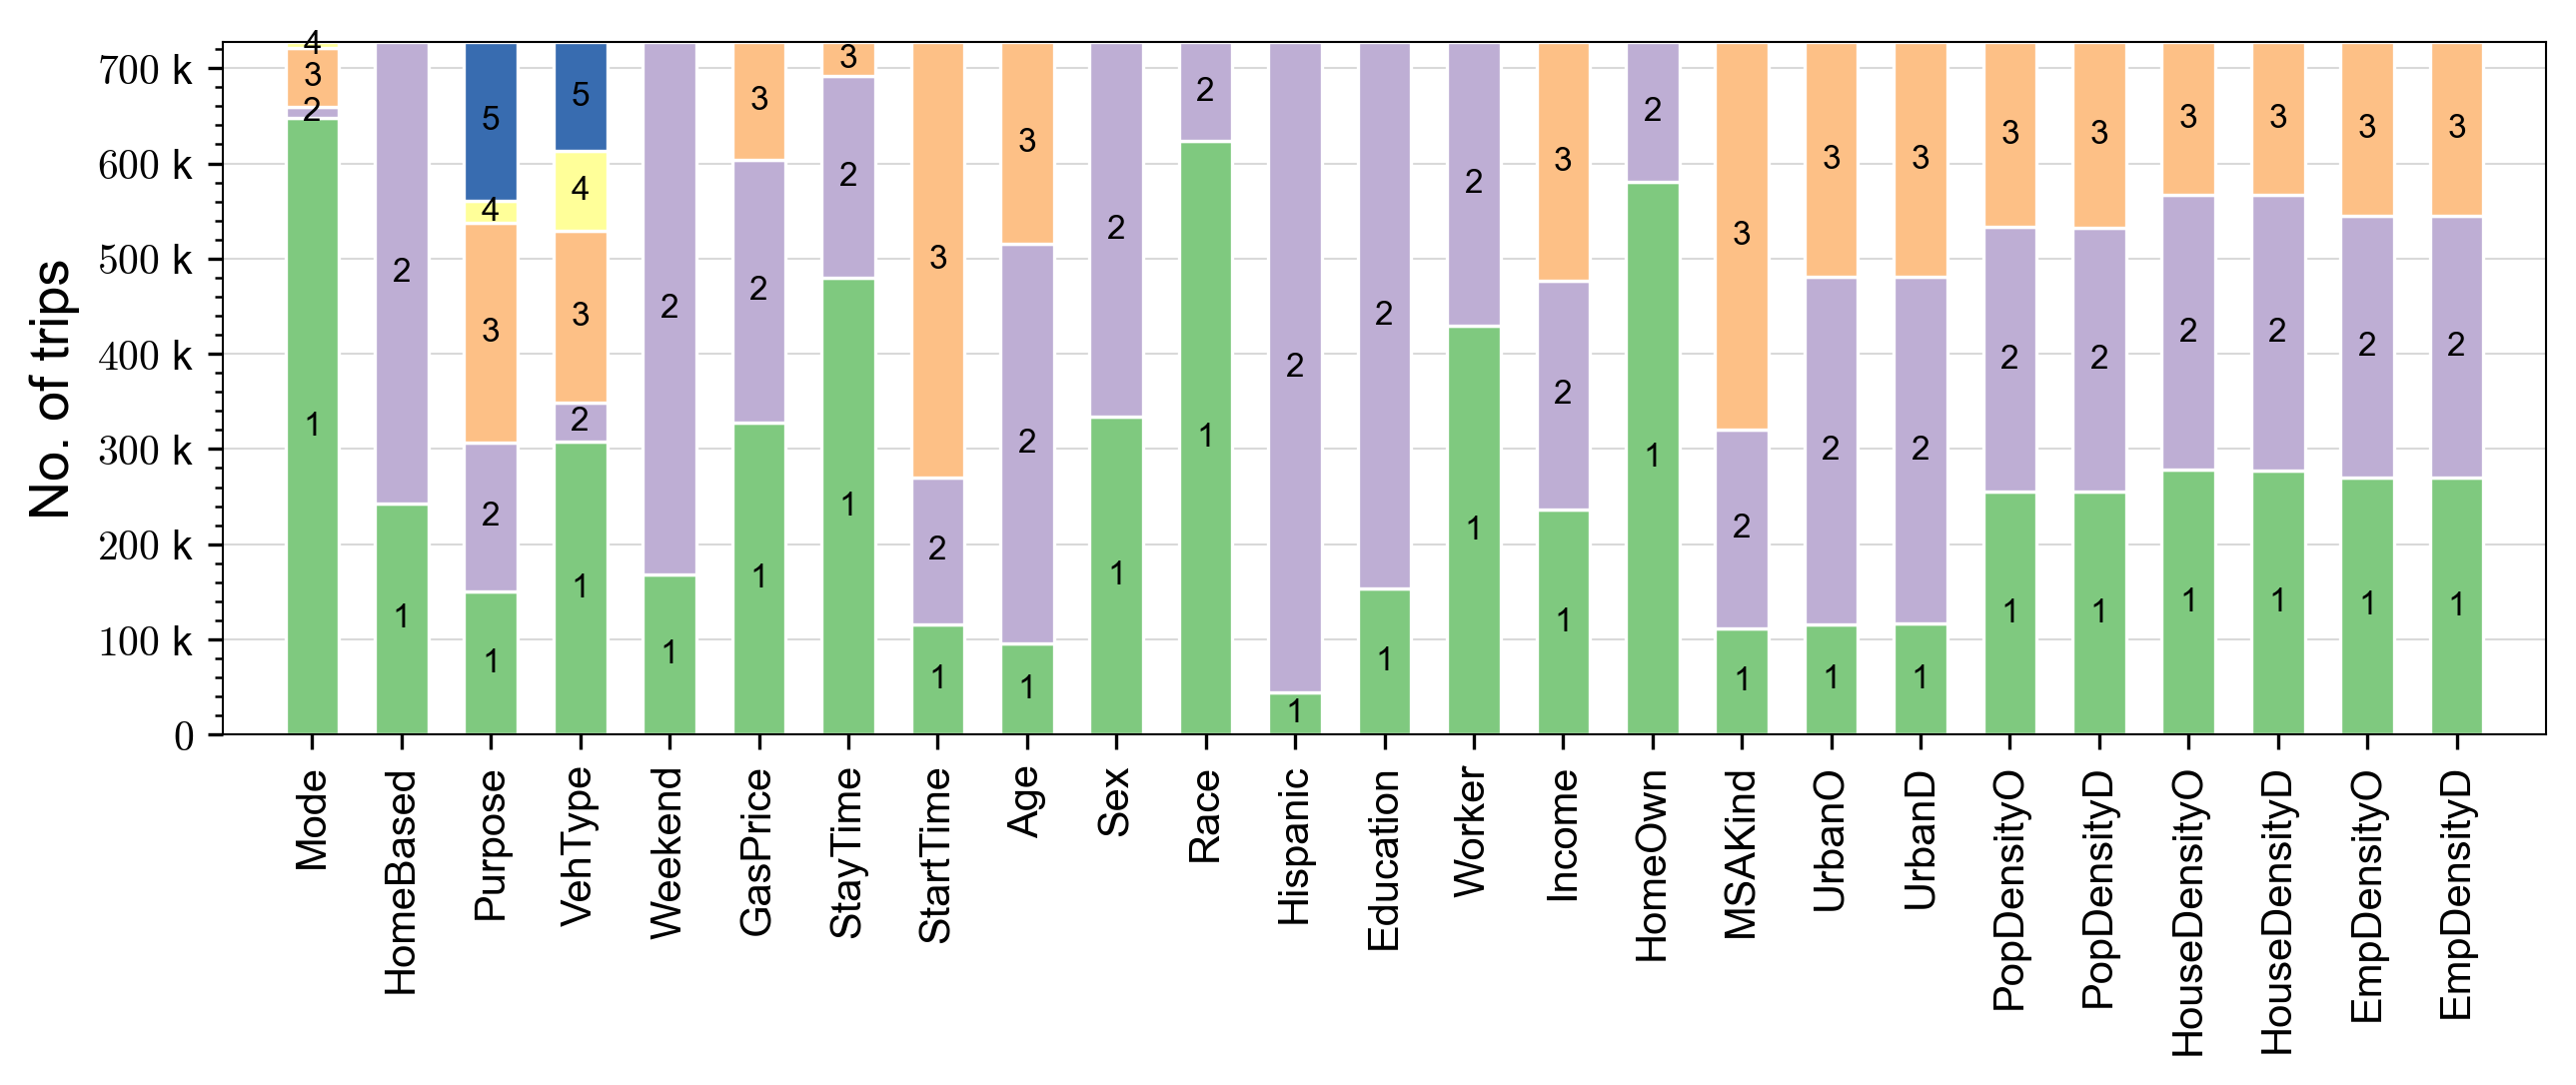 No. of trips
700 k
600 k
500 k
400 k
300 k
200 k
100 k
0
4
3
2
1
2
1
5
4
3
2
1
5
4
3
2
1
2
1
3
2
1
3
2
1
3
2
1
3
2
1
2
1
2
1
2
1
2
1
2
1
3
2
1
2
1
3
2
1
3
2
1
3
2
1
3
2
1
3
2
1
3
2
1
3
2
1
3
2
1
3
2
1
Mode
HomeBased
Purpose
VehType
Weekend
GasPrice
StayTime
StartTime
Age
Sex
Race
Hispanic
Education
Worker
Income
HomeOwn
MSAKind
UrbanO
UrbanD
PopDensityO
PopDensityD
HouseDensityO
HouseDensityD
EmpDensityO
EmpDensityD